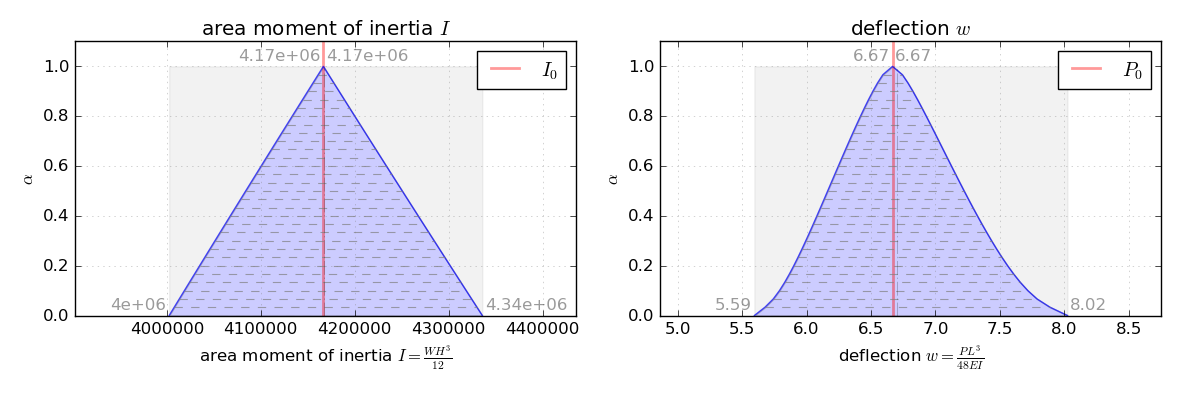 area moment of inertia I
4.17e+06 4.17e+06
I₀
1.0
0.8
0.6
0.4
0.2
0.0
α
4e+06
4.34e+06
4000000 4100000 4200000 4300000 4400000
area moment of inertia I = WH³/12
deflection w
6.67 6.67
P₀
1.0
0.8
0.6
0.4
0.2
0.0
α
5.59
8.02
5.0 5.5 6.0 6.5 7.0 7.5 8.0 8.5
deflection w = PL³/48EI